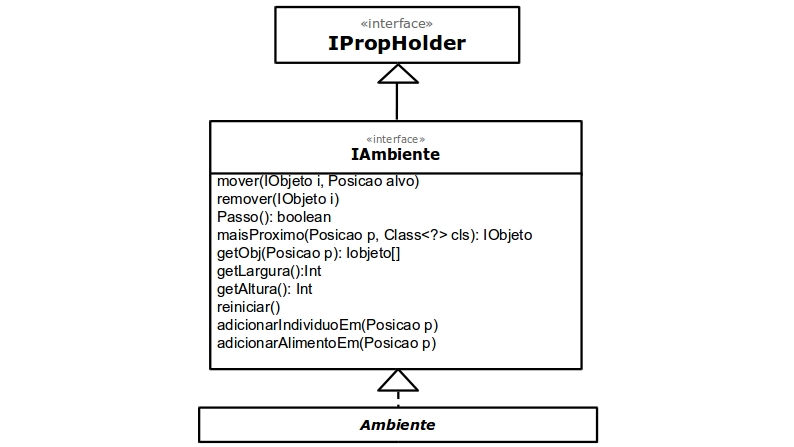 «interface»
IPropHolder
«interface»
IAmbiente
mover(IObjeto i, Posicao alvo)
remover(IObjeto i)
Passo(): boolean
maisProximo(Posicao p, Class<?> cls): IObjeto
getObj(Posicao p): Iobjeto[]
getLargura():Int
getAltura(): Int
reiniciar()
adicionarIndividuoEm(Posicao p)
adicionarAlimentoEm(Posicao p)
Ambiente